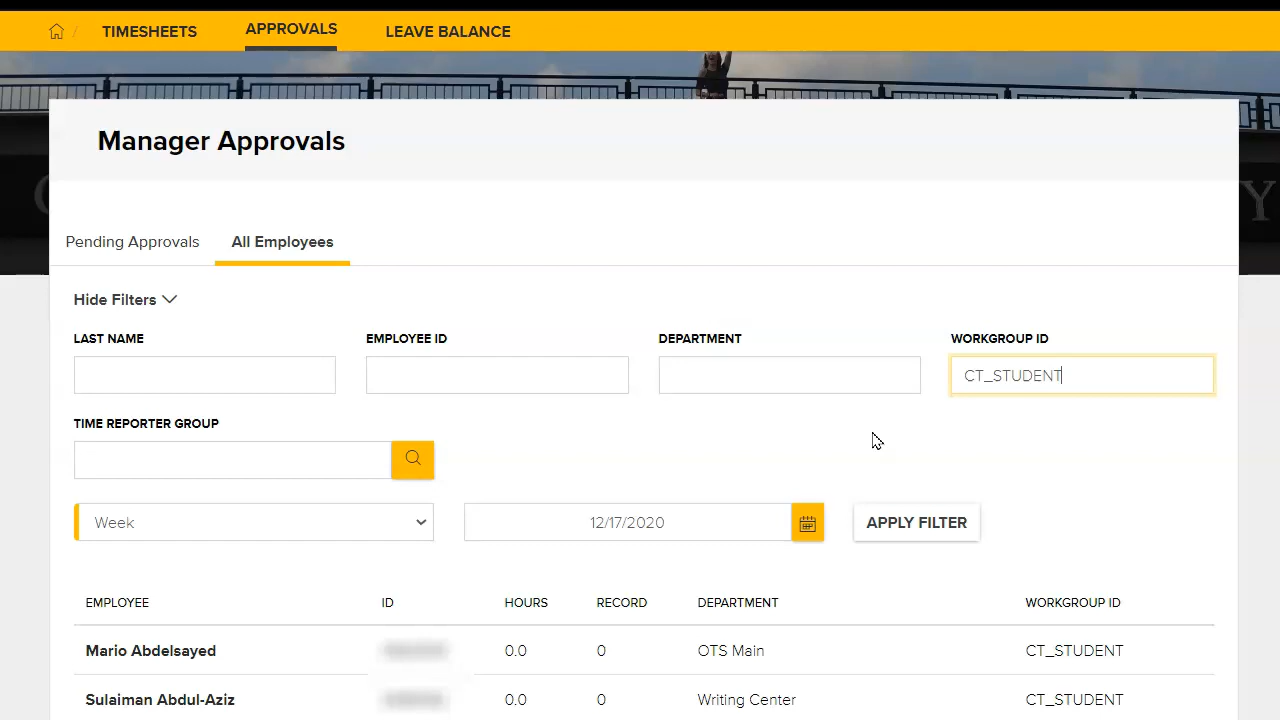 / TIMESHEETS APPROVALS LEAVE BALANCE
Manager Approvals
Pending Approvals All Employees
Hide Filters
LAST NAME EMPLOYEE ID DEPARTMENT WORKGROUP ID
CT_STUDENT
TIME REPORTER GROUP
Week 12/17/2020 APPLY FILTER
EMPLOYEE ID HOURS RECORD DEPARTMENT WORKGROUP ID
Mario Abdelsayed 0.0 0 OTS Main CT_STUDENT
Sulaiman Abdul-Aziz 0.0 0 Writing Center CT_STUDENT